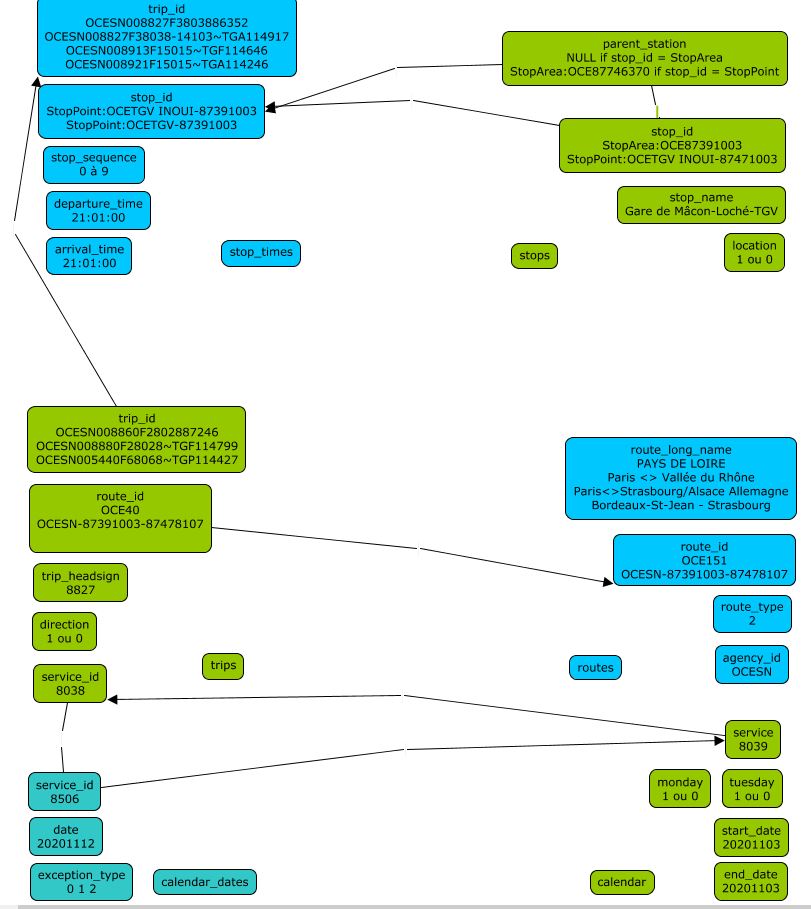 trip_id
OCESN008827F3803886352
OCESN008827F38038-14103~TGA114917
OCESN008913F15015~TGF114646
OCESN008921F15015~TGA114246
stop_id
StopPoint:OCETGV INOUI-87391003
StopPoint:OCETGV-87391003
stop_sequence
0 à 9
departure_time
21:01:00
arrival_time
21:01:00
stop_times
parent_station
NULL if stop_id = StopArea
StopArea:OCE87746370 if stop_id = StopPoint
stop_id
StopArea:OCE87391003
StopPoint:OCETGV INOUI-87471003
stop_name
Gare de Mâcon-Loché-TGV
location
1 ou 0
stops
trip_id
OCESN008860F2802887246
OCESN008880F28028~TGF114799
OCESN005440F68068~TGP114427
route_id
OCE40
OCESN-87391003-87478107
trip_headsign
8827
direction
1 ou 0
service_id
8038
trips
route_long_name
PAYS DE LOIRE
Paris <> Vallée du Rhône
Paris<>Strasbourg/Alsace Allemagne
Bordeaux-St-Jean - Strasbourg
route_id
OCE151
OCESN-87391003-87478107
route_type
2
agency_id
OCESN
routes
service_id
8506
date
20201112
exception_type
0 1 2
calendar_dates
service
8039
monday
1 ou 0
tuesday
1 ou 0
start_date
20201103
end_date
20201103
calendar